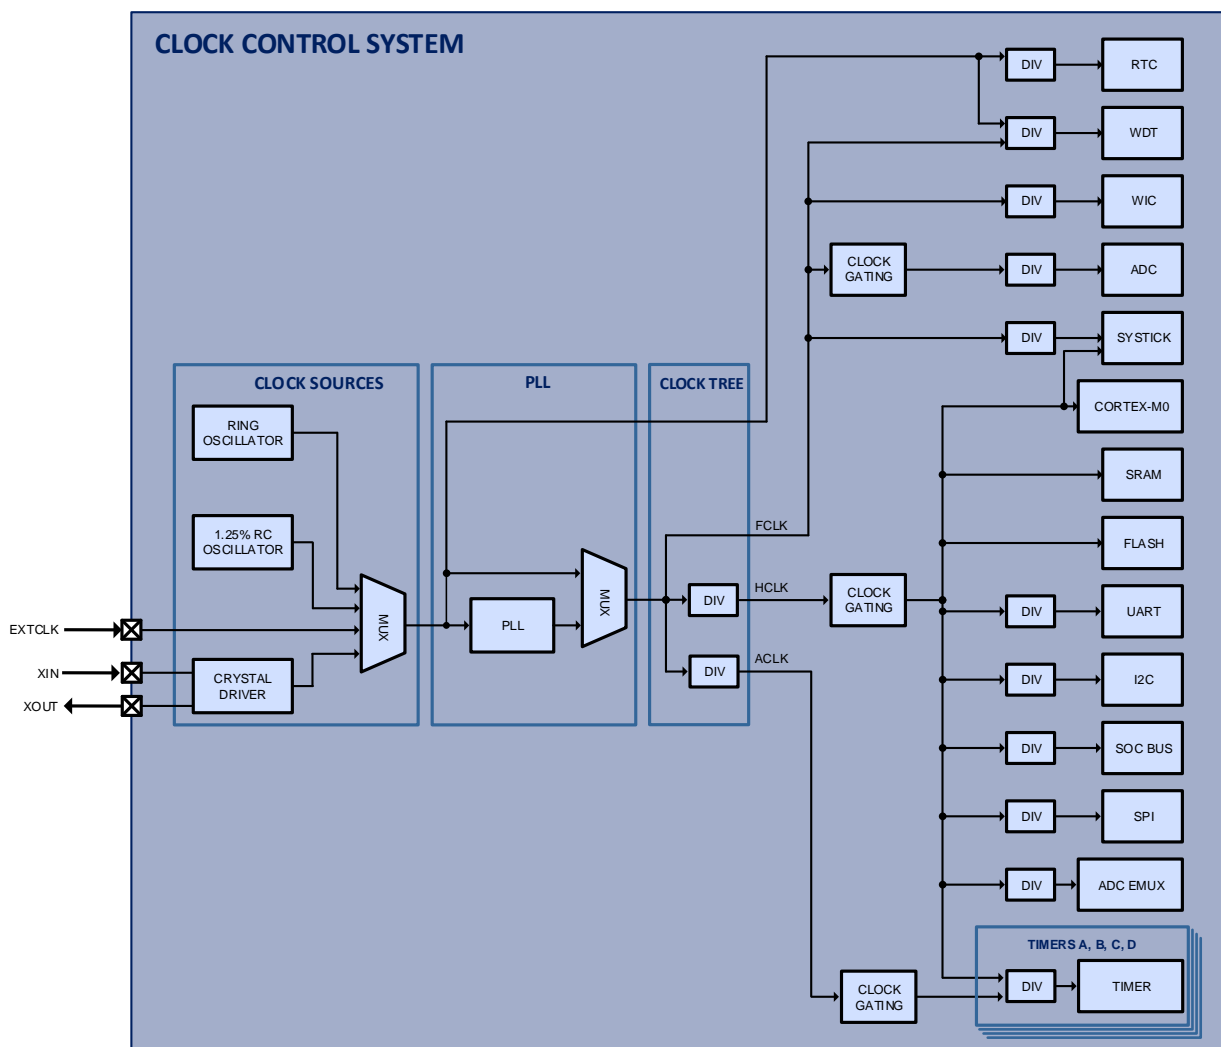 CLOCK CONTROL SYSTEM
DIV
RTC
DIV
WDT
DIV
WIC
CLOCK
GATING
DIV
ADC
DIV
SYSTICK
CORTEX-M0
CLOCK SOURCES
PLL
CLOCK TREE
RING
OSCILLATOR
SRAM
1.25% RC
OSCILLATOR
FCLK
FLASH
MUX
MUX
PLL
DIV
HCLK
CLOCK
GATING
DIV
UART
EXTCLK
XIN
XOUT
CRYSTAL
DRIVER
DIV
ACLK
DIV
I2C
DIV
SOC BUS
DIV
SPI
DIV
ADC EMUX
TIMERS A, B, C, D
CLOCK
GATING
DIV
TIMER